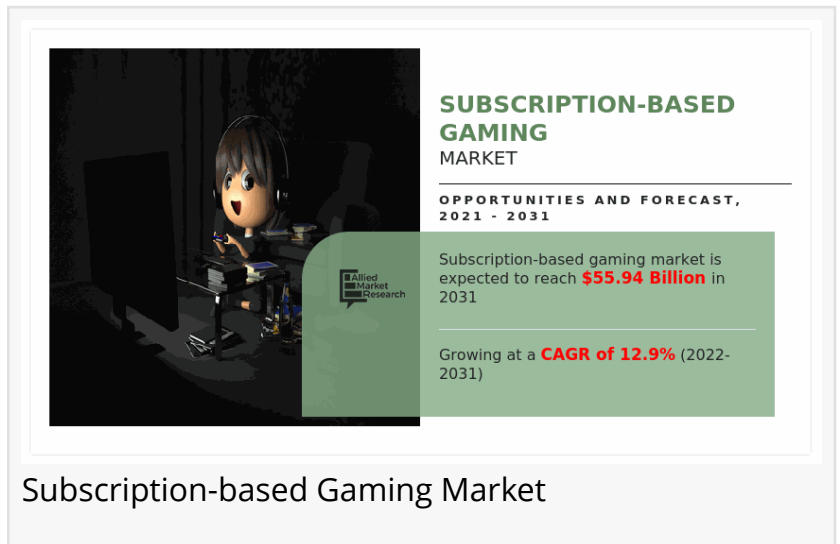 SUBSCRIPTION-BASED
GAMING
MARKET
OPPORTUNITIES AND FORECAST,
2021 - 2031
Allied
Market
Research
Subscription-based gaming market is
expected to reach $55.94 Billion in
2031
Growing at a CAGR of 12.9% (2022-
2031)
Subscription-based Gaming Market